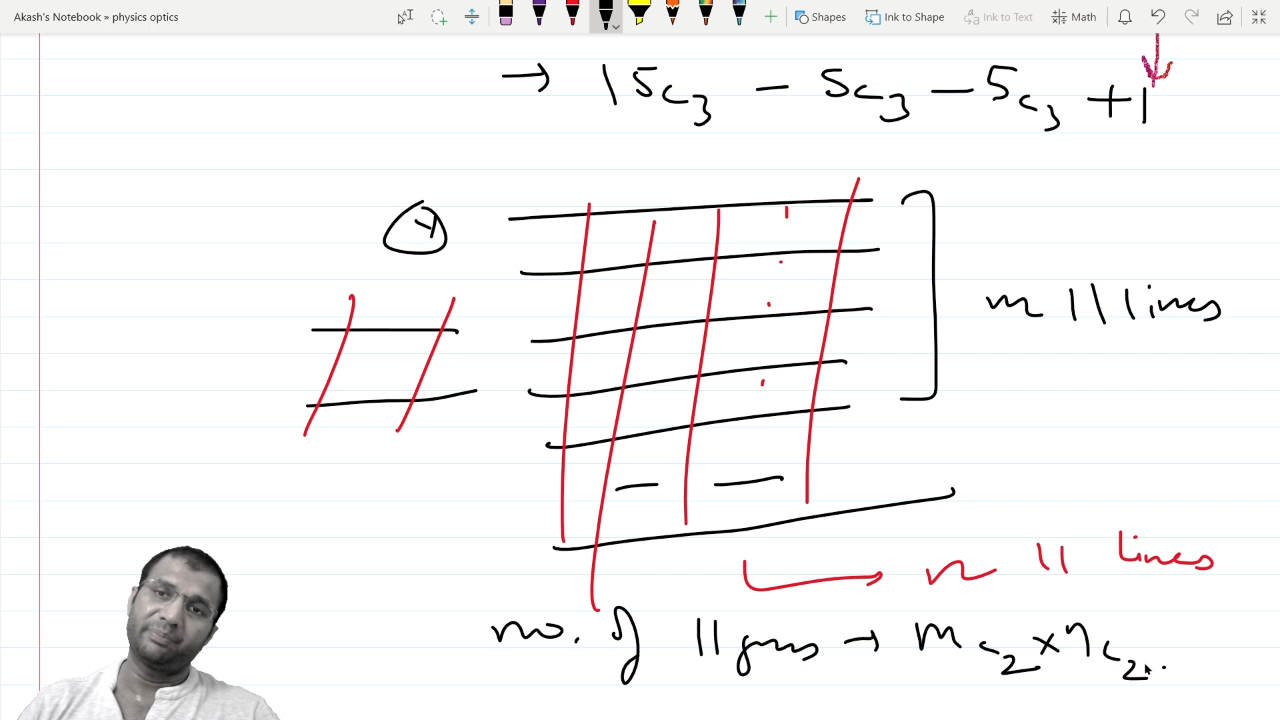 Akash's Notebook » physics optics
Shapes Ink to Shape Ink to Text Math
→ 15C3 − 5C3 − 5C3 + 1
m || lines
n || lines
no. of ||gms → mC2 × nC2